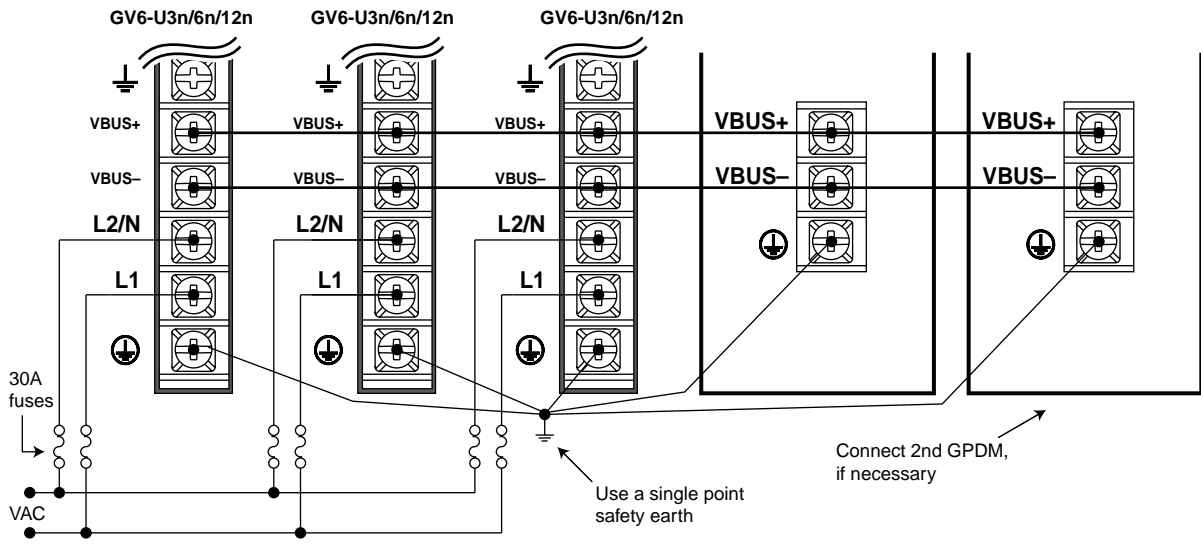 GV6-U3n/6n/12n GV6-U3n/6n/12n GV6-U3n/6n/12n
VBUS+ VBUS+ VBUS+ VBUS+ VBUS+
VBUS– VBUS– VBUS– VBUS– VBUS–
L2/N L2/N L2/N
L1 L1 L1
30A
fuses
VAC
Use a single point
safety earth
Connect 2nd GPDM,
if necessary